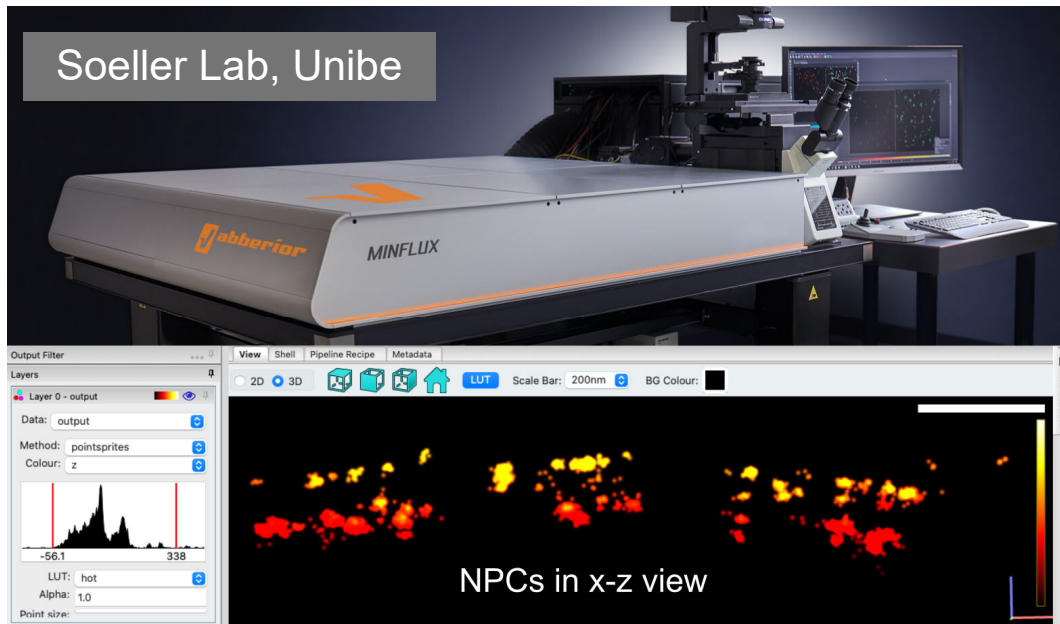 Soeller Lab, Unibe
abberior
MINFLUX
Output Filter
View Shell Pipeline Recipe Metadata
Layers
2D 3D LUT Scale Bar: 200nm BG Colour:
Layer 0 - output
Data: output
Method: pointsprites
Colour: z
-56.1 338
LUT: hot
Alpha: 1.0
Point size:
NPCs in x-z view